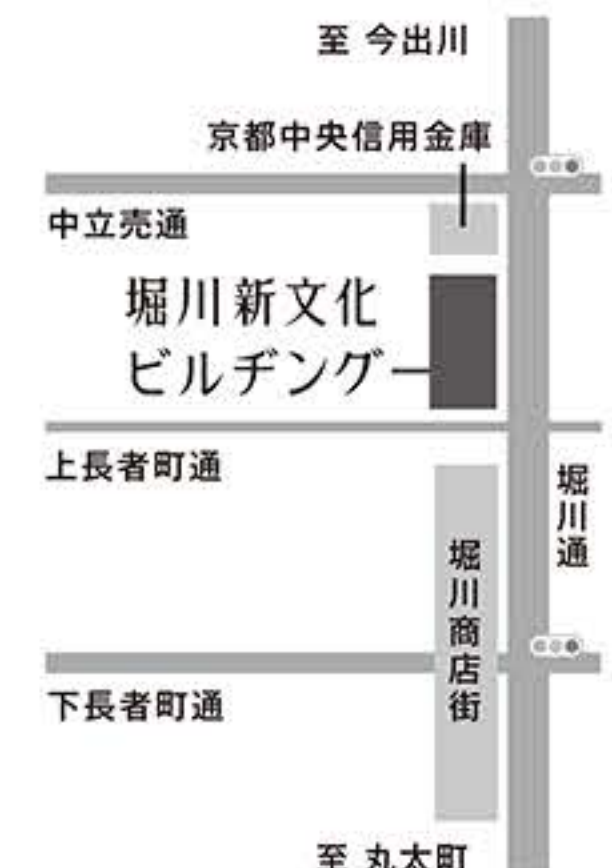 至 今出川
京都中央信用金庫
中立売通
堀川新文化
ビルヂング
上長者町通
堀川通
堀川商店街
下長者町通
至 丸太町